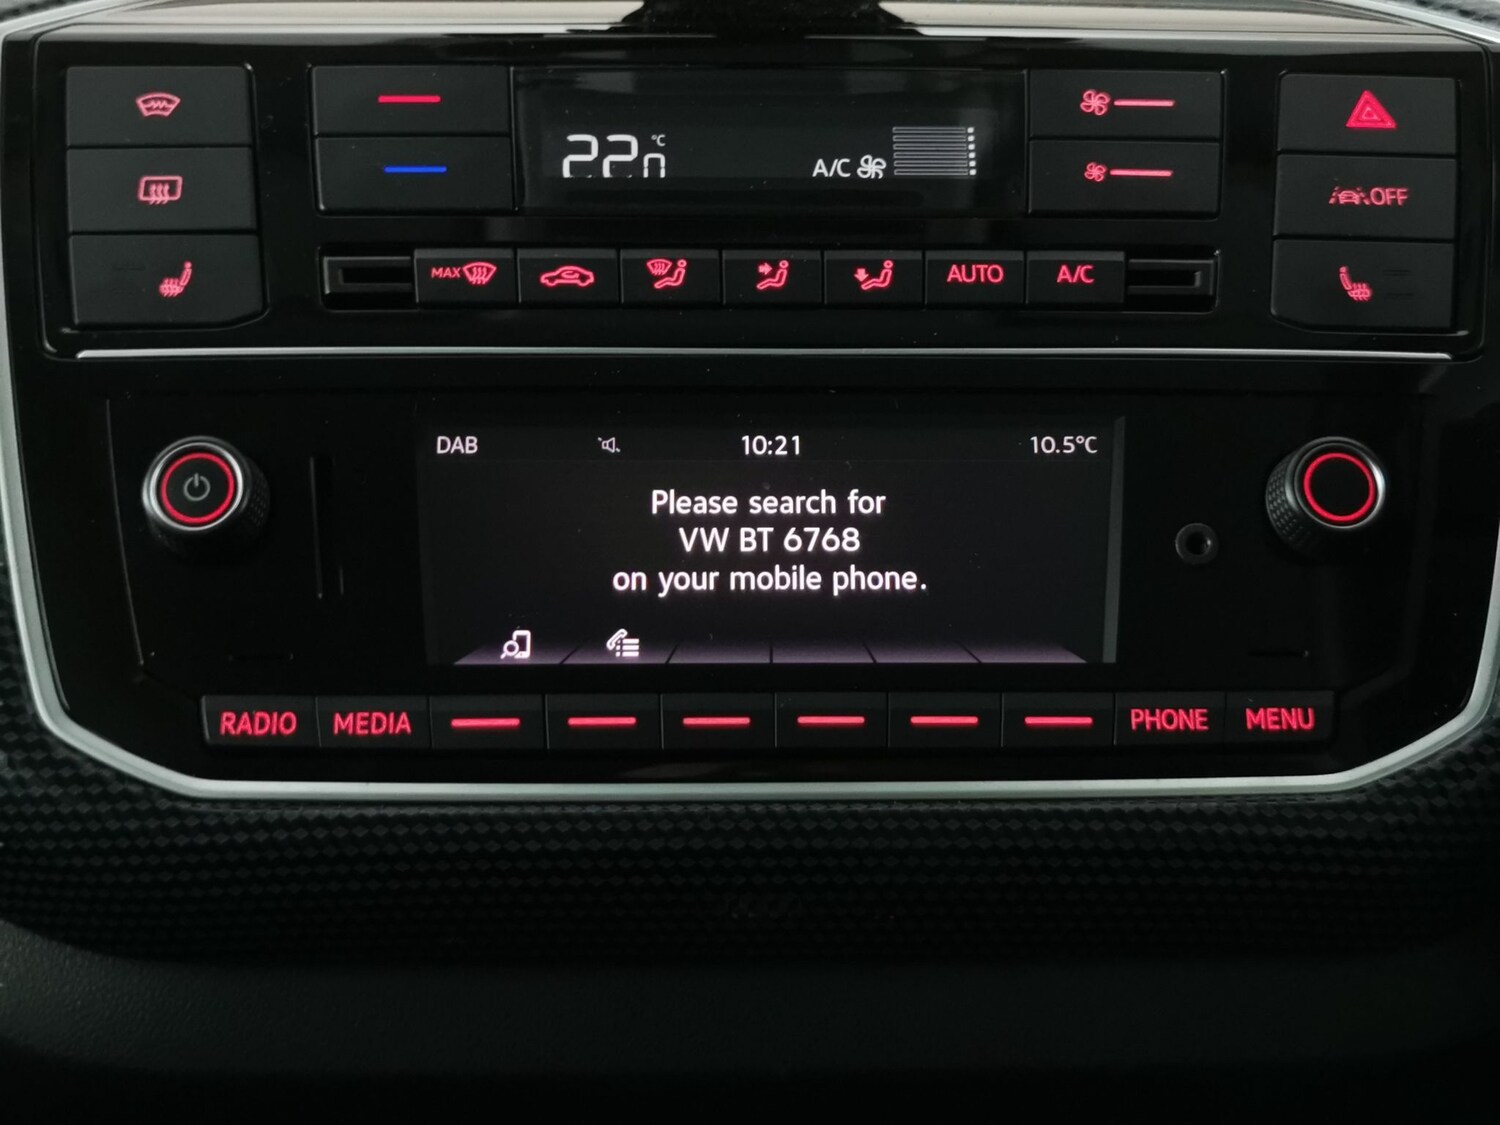 22.0 °C
A/C
OFF
MAX
AUTO
A/C
DAB 10:21 10.5°C
Please search for
VW BT 6768
on your mobile phone.
RADIO MEDIA PHONE MENU